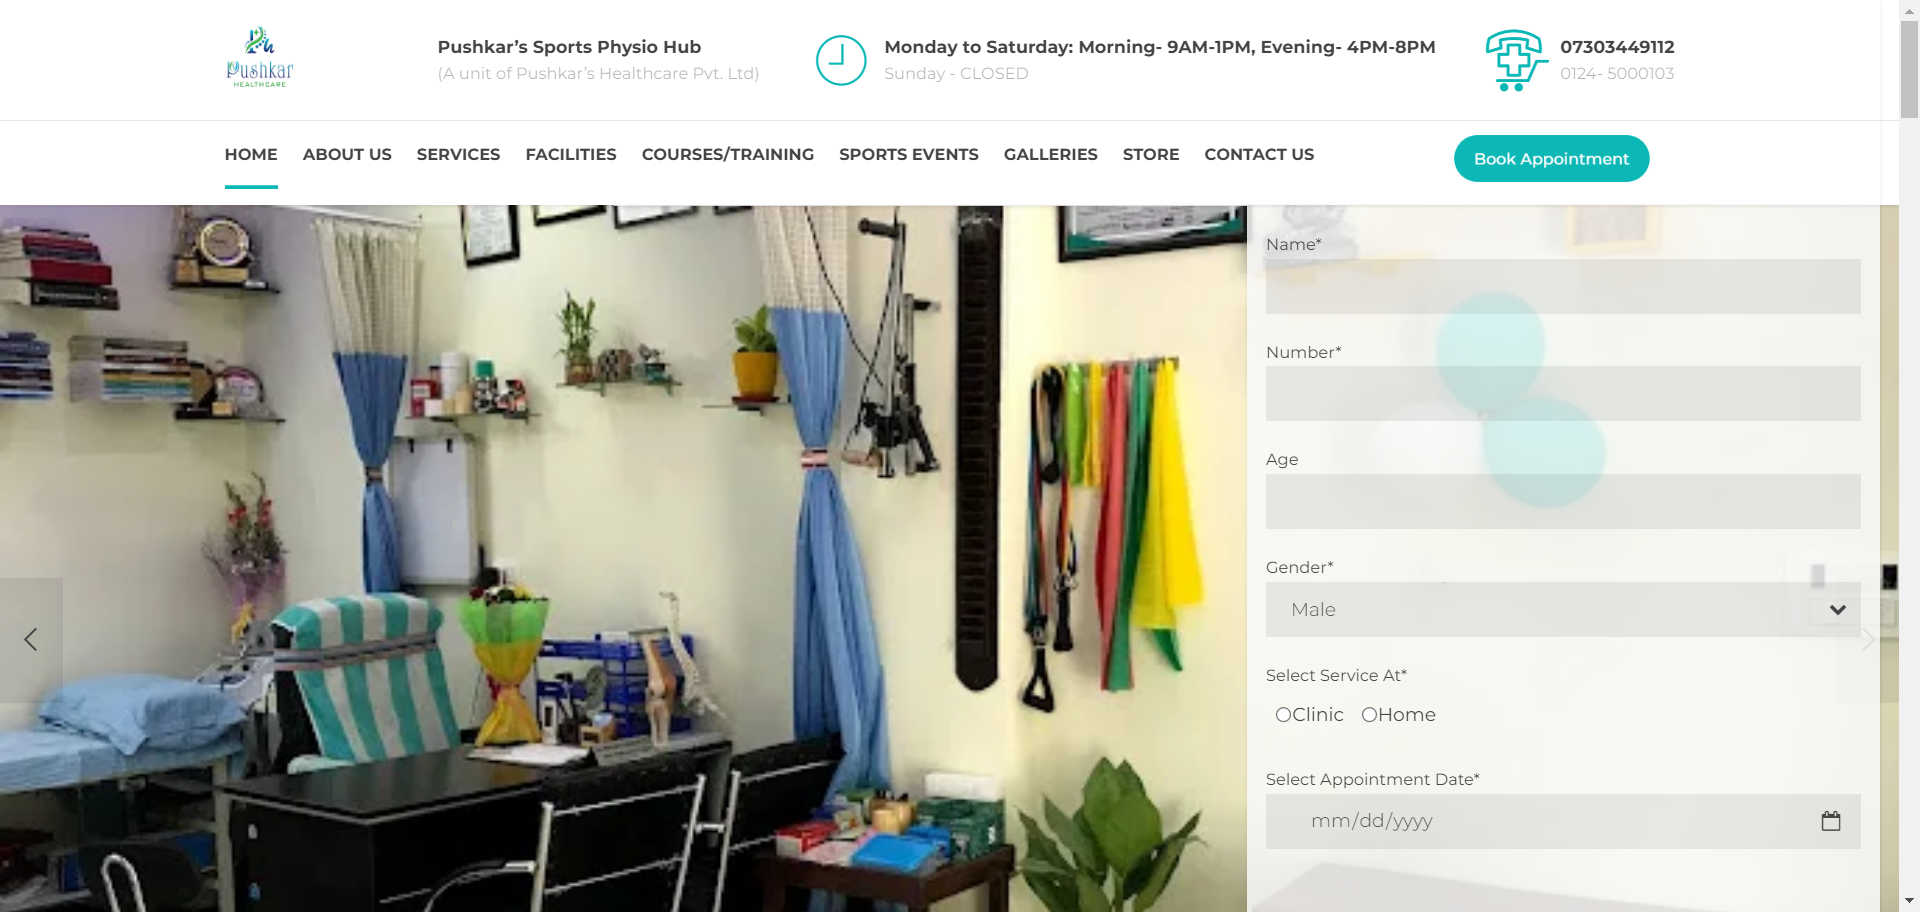 Pushkar
HEALTHCARE
Pushkar’s Sports Physio Hub
(A unit of Pushkar’s Healthcare Pvt. Ltd)
Monday to Saturday: Morning- 9AM-1PM, Evening- 4PM-8PM
Sunday - CLOSED
07303449112
0124- 5000103
HOME ABOUT US SERVICES FACILITIES COURSES/TRAINING SPORTS EVENTS GALLERIES STORE CONTACT US
Book Appointment
Name*
Number*
Age
Gender*
Male
Select Service At*
Clinic Home
Select Appointment Date*
mm/dd/yyyy